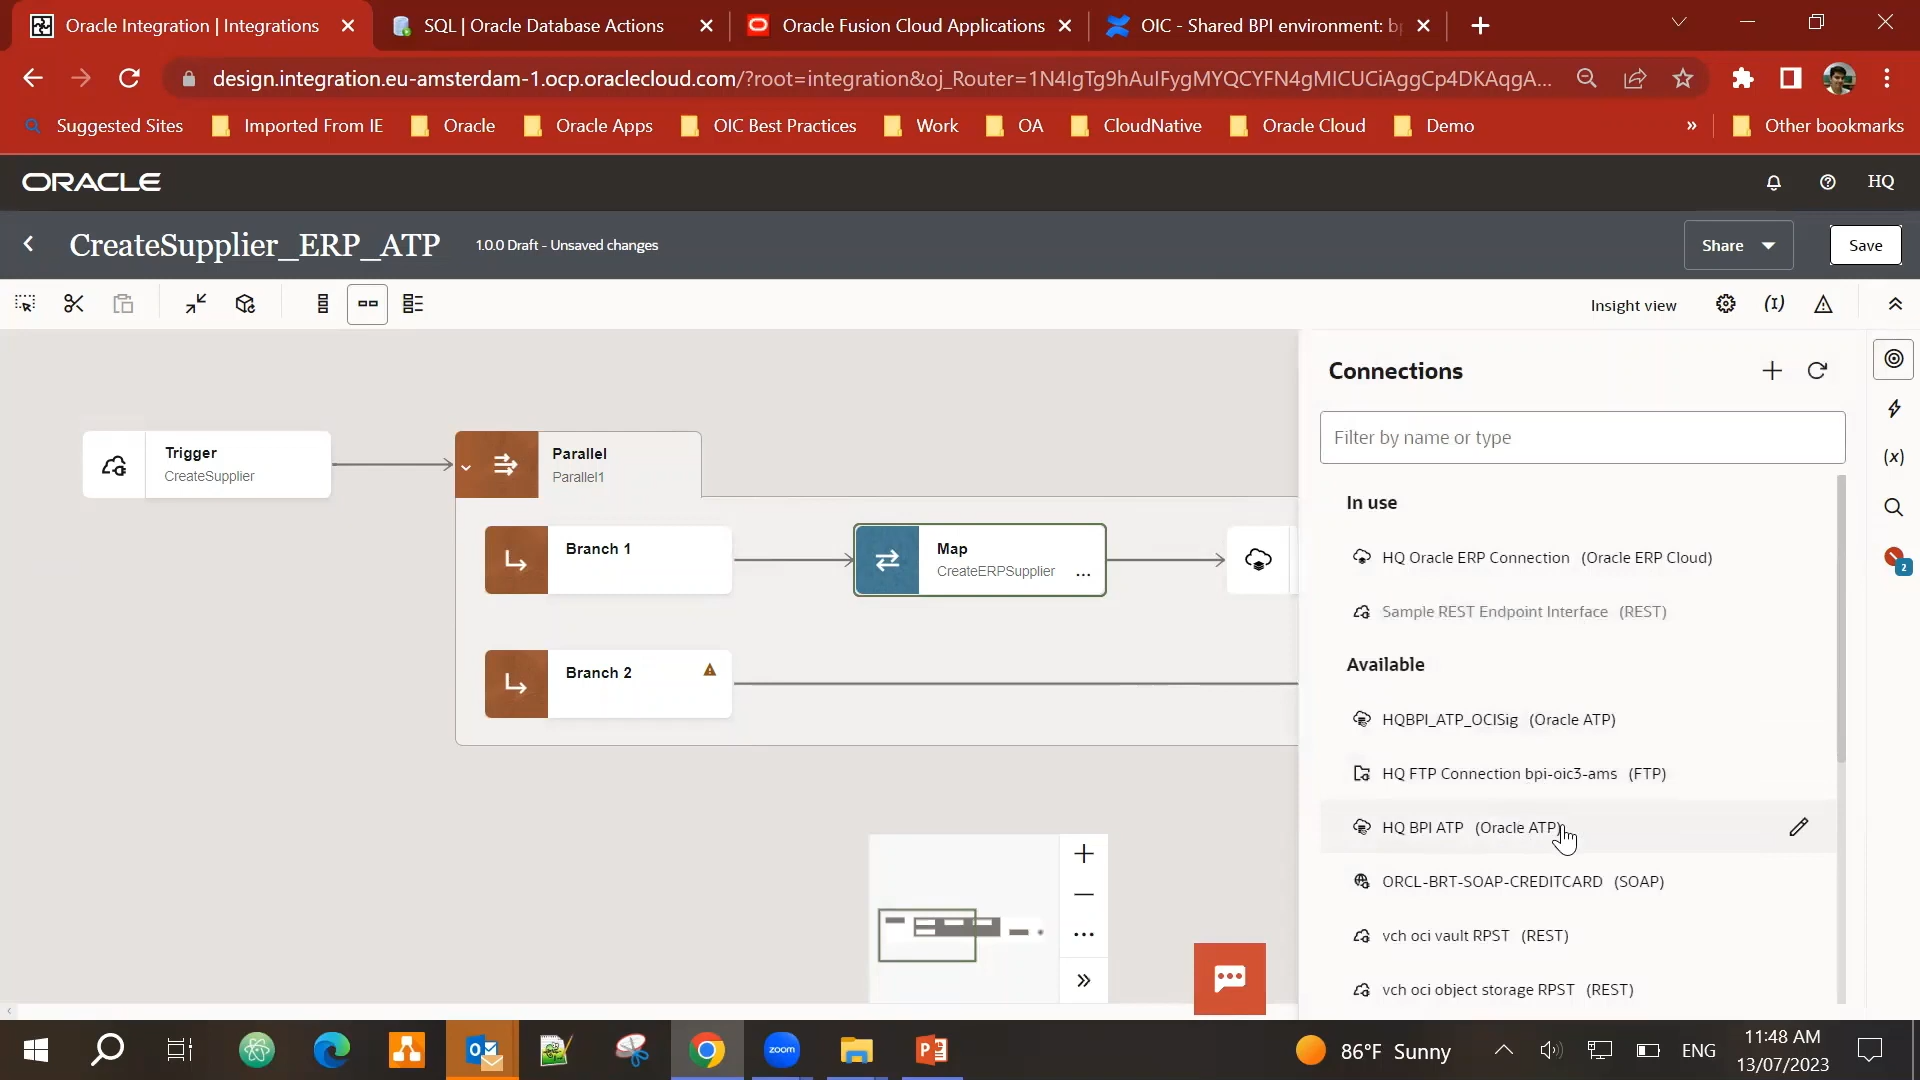 Oracle Integration | Integrations
SQL | Oracle Database Actions
Oracle Fusion Cloud Applications
OIC - Shared BPI environment: bp
design.integration.eu-amsterdam-1.ocp.oraclecloud.com/?root=integration&oj_Router=1N4IgTg9hAuIFygMYQCYFN4gMICUCiAggCp4DKAqgA...
Suggested Sites
Imported From IE
Oracle
Oracle Apps
OIC Best Practices
Work
OA
CloudNative
Oracle Cloud
Demo
Other bookmarks
ORACLE
HQ
CreateSupplier_ERP_ATP
1.0.0 Draft - Unsaved changes
Share
Save
Insight view
Trigger
CreateSupplier
Parallel
Parallel1
Branch 1
Map
CreateERPSupplier
Branch 2
Connections
Filter by name or type
In use
HQ Oracle ERP Connection (Oracle ERP Cloud)
Sample REST Endpoint Interface (REST)
Available
HQBPI_ATP_OCISig (Oracle ATP)
HQ FTP Connection bpi-oic3-ams (FTP)
HQ BPI ATP (Oracle ATP)
ORCL-BRT-SOAP-CREDITCARD (SOAP)
vch oci vault RPST (REST)
vch oci object storage RPST (REST)
2
zoom
86°F Sunny
ENG
11:48 AM
13/07/2023